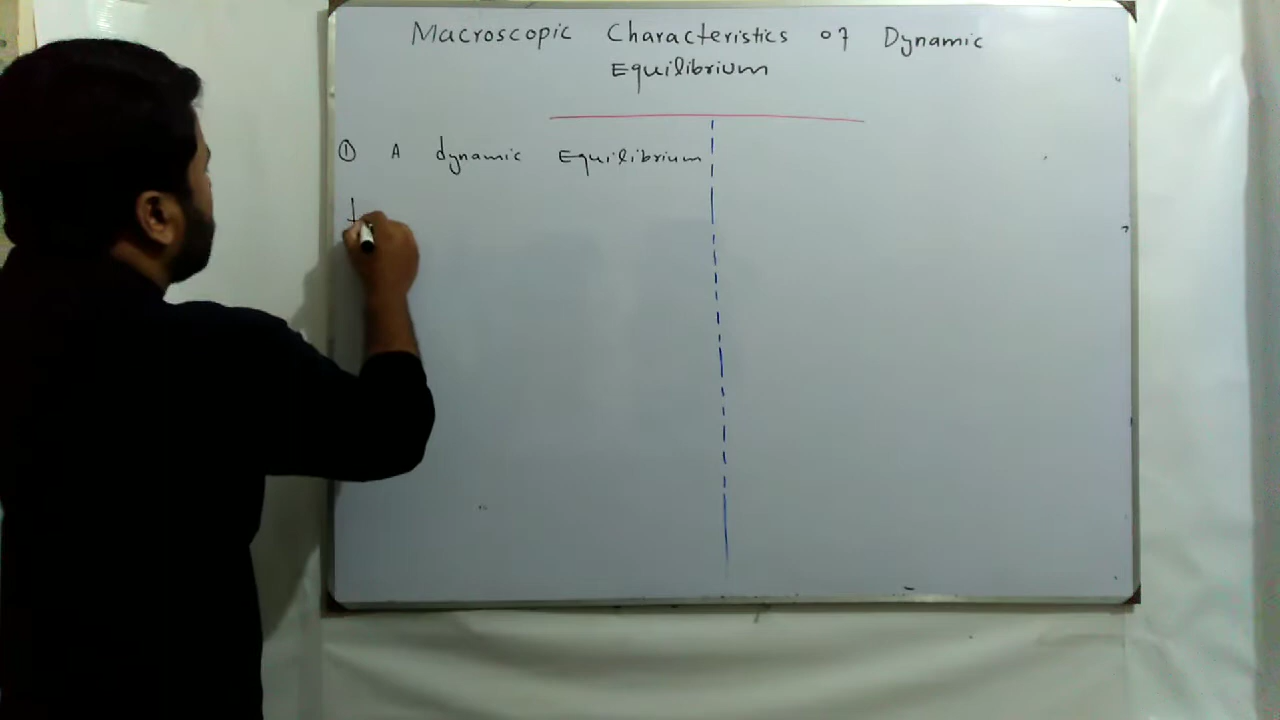 Macroscopic Characteristics of Dynamic
Equilibrium
① A dynamic Equilibrium